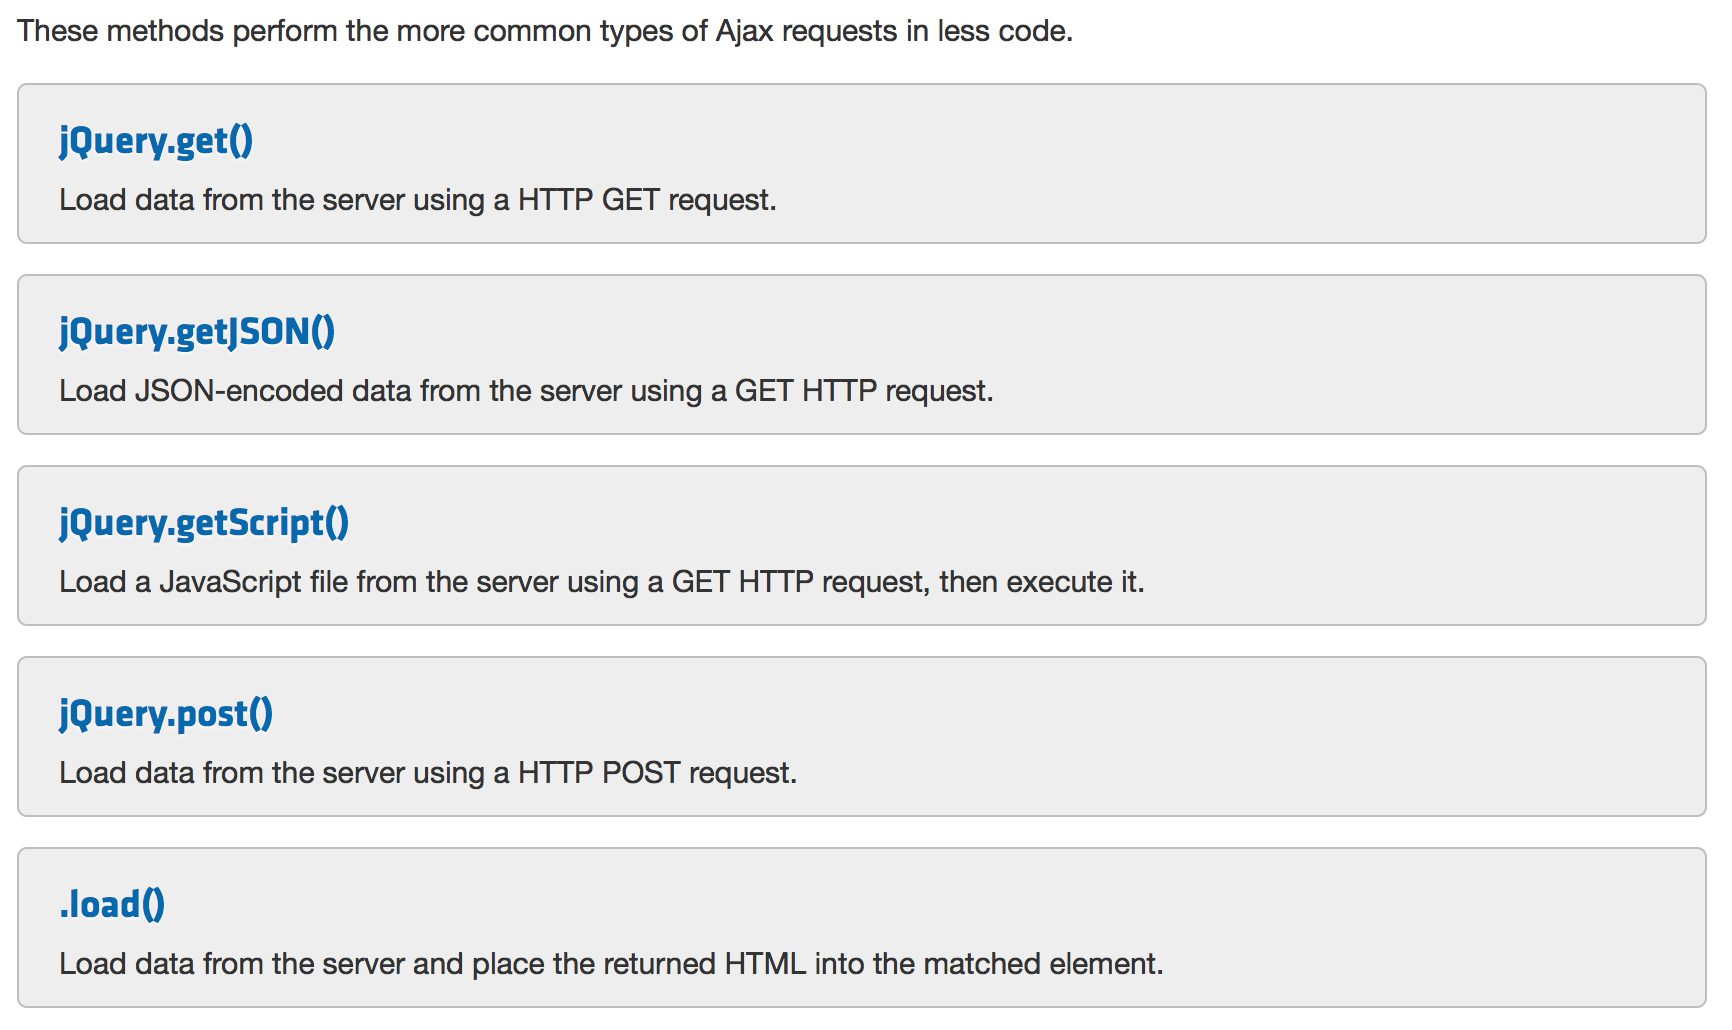 These methods perform the more common types of Ajax requests in less code.
jQuery.get()
Load data from the server using a HTTP GET request.
jQuery.getJSON()
Load JSON-encoded data from the server using a GET HTTP request.
jQuery.getScript()
Load a JavaScript file from the server using a GET HTTP request, then execute it.
jQuery.post()
Load data from the server using a HTTP POST request.
.load()
Load data from the server and place the returned HTML into the matched element.